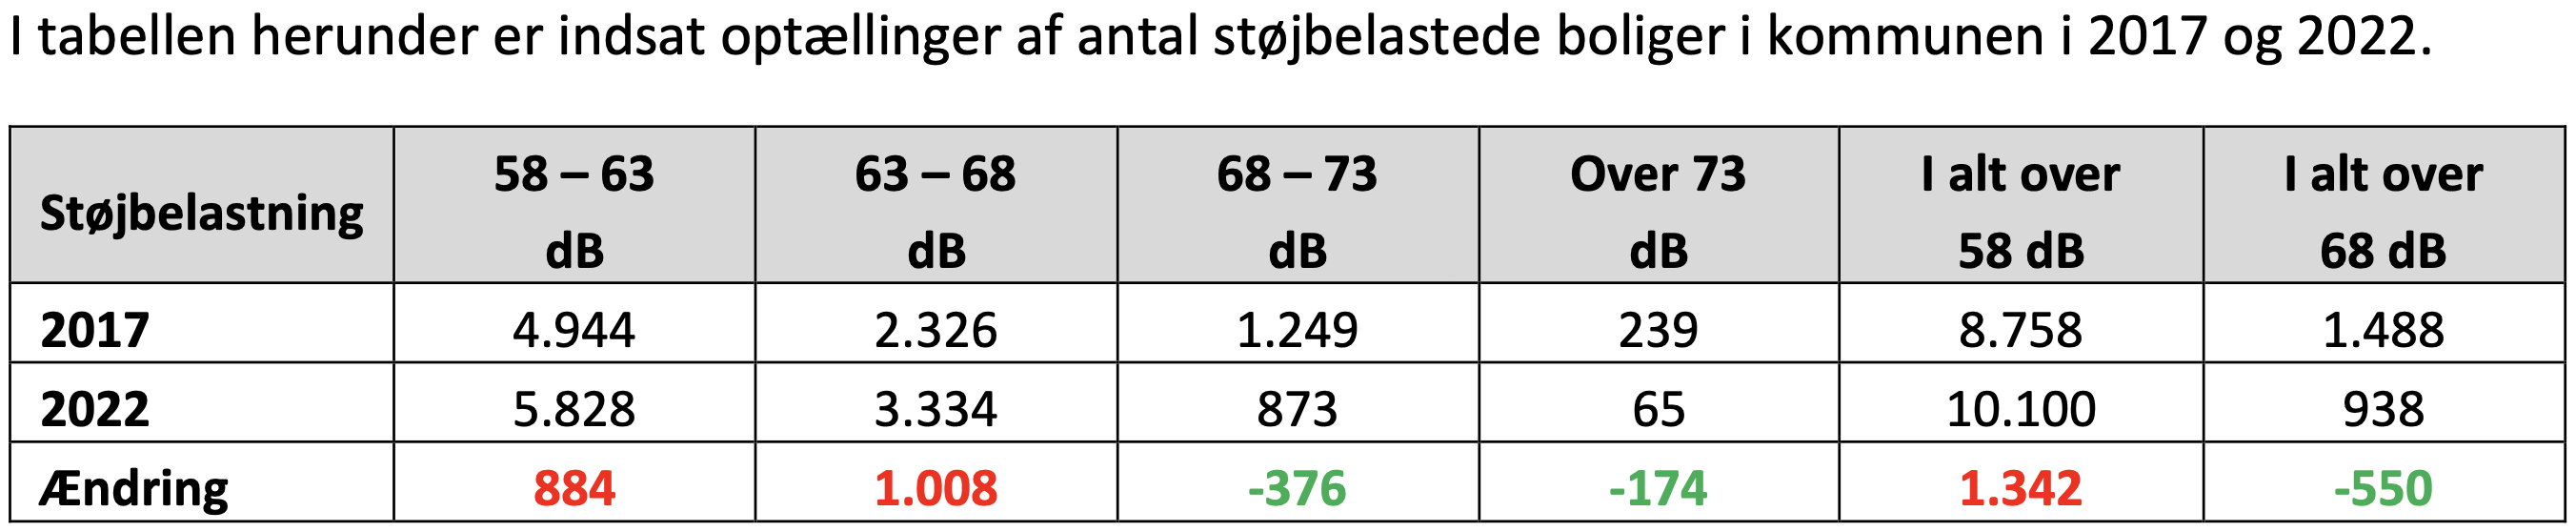 I tabellen herunder er indsat optællinger af antal støjbelastede boliger i kommunen i 2017 og 2022.
Støjbelastning 58 – 63 dB 63 – 68 dB 68 – 73 dB Over 73 dB I alt over 58 dB I alt over 68 dB
2017 4.944 2.326 1.249 239 8.758 1.488
2022 5.828 3.334 873 65 10.100 938
Ændring 884 1.008 -376 -174 1.342 -550